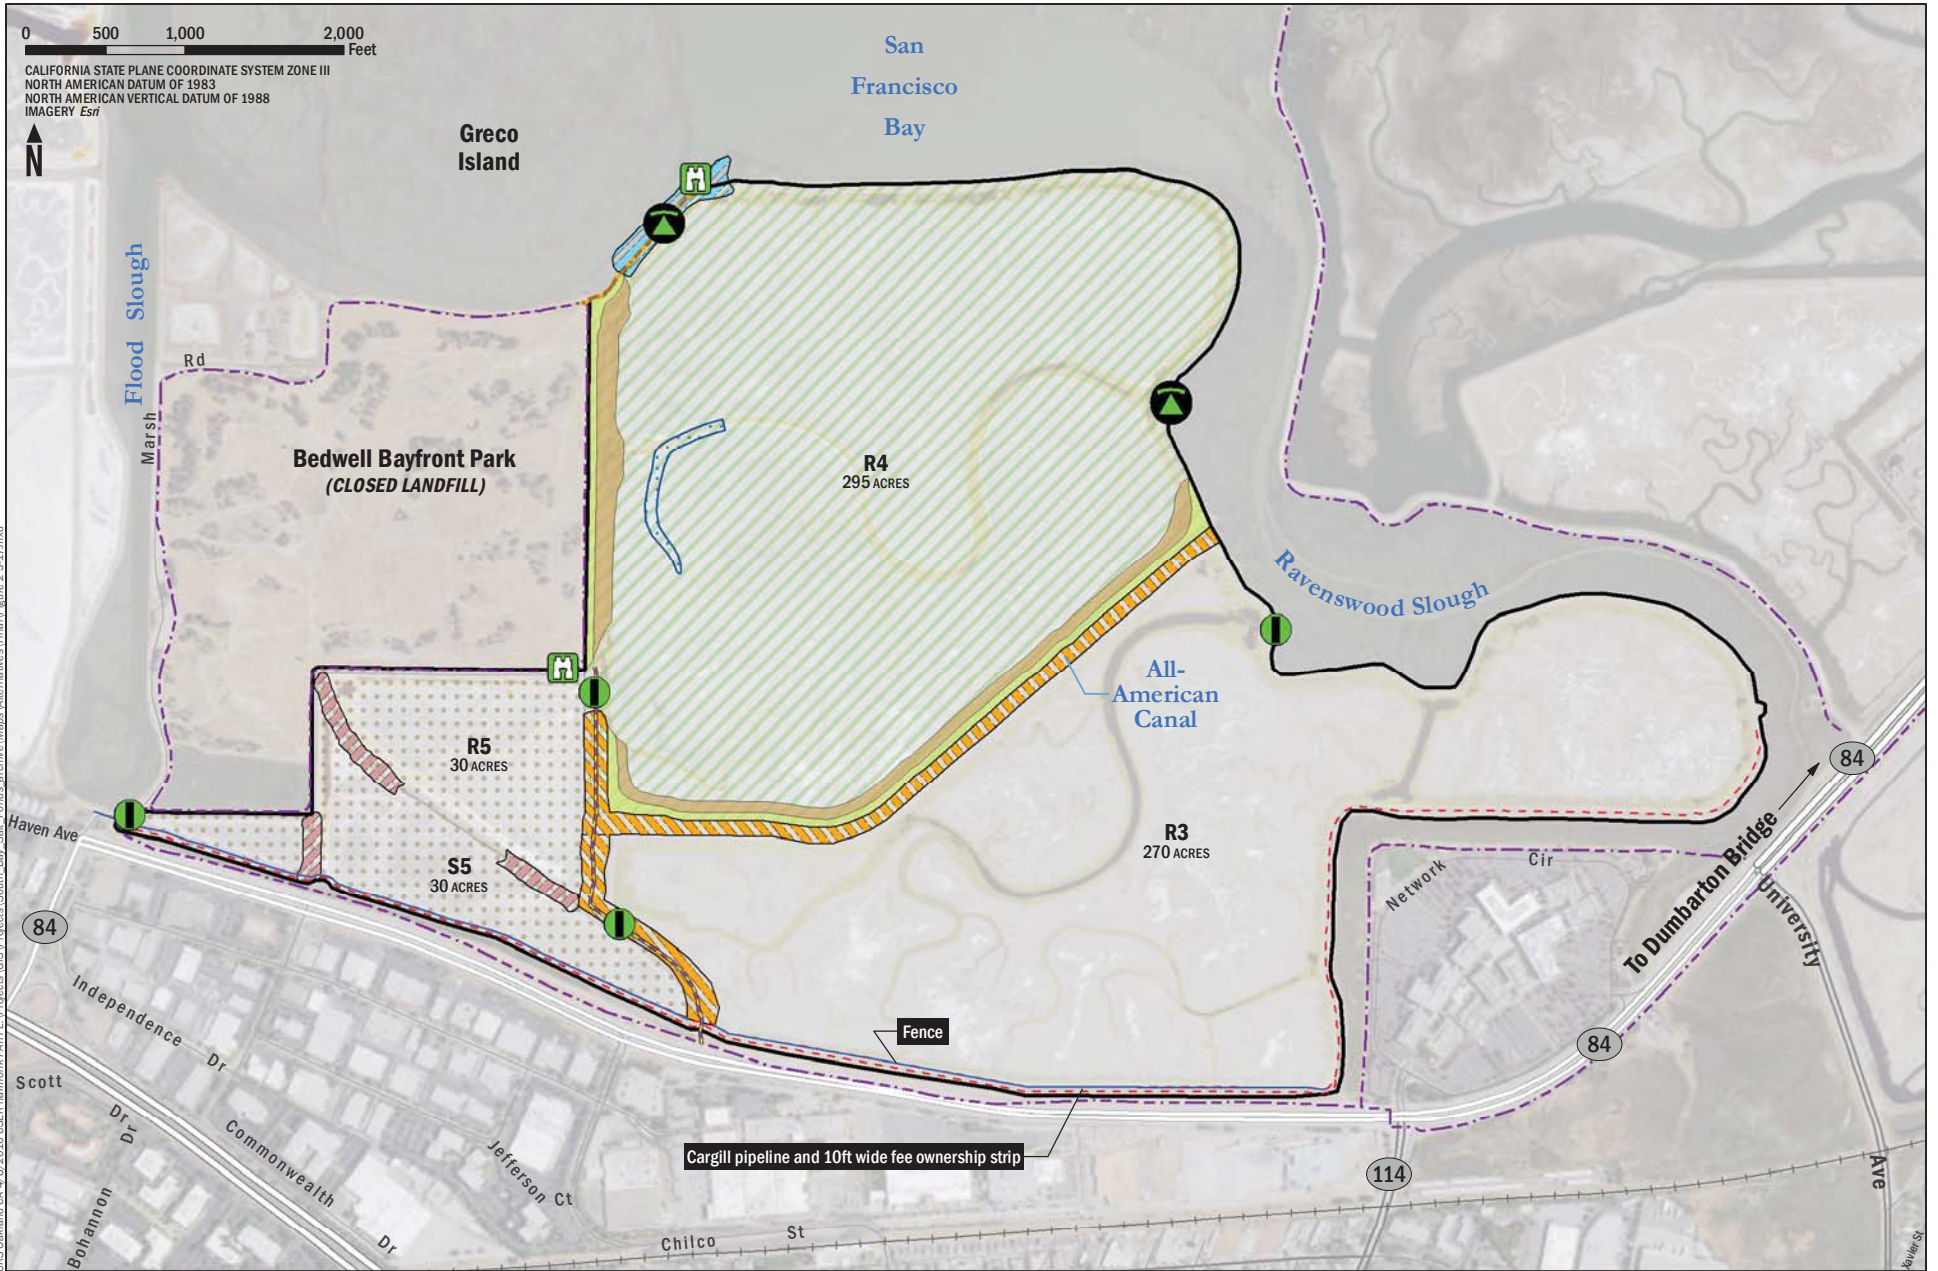 0 500 1,000 2,000
Feet
CALIFORNIA STATE PLANE COORDINATE SYSTEM ZONE III
NORTH AMERICAN DATUM OF 1983
NORTH AMERICAN VERTICAL DATUM OF 1988
IMAGERY Esri
N
San
Francisco
Bay
Greco
Island
Flood Slough
Marsh
Rd
Bedwell Bayfront Park
(CLOSED LANDFILL)
R4
295 ACRES
Ravenswood Slough
All-
American
Canal
R5
30 ACRES
S5
30 ACRES
R3
270 ACRES
84
To Dumbarton Bridge
Network
Cir
University
Ave
Haven Ave
84
Independence
Dr
Scott
Dr
Dr
Bohannon
Commonwealth
Dr
Jefferson
Ct
Chilco
St
Fence
Cargill pipeline and 10ft wide fee ownership strip
84
114
Xavier St